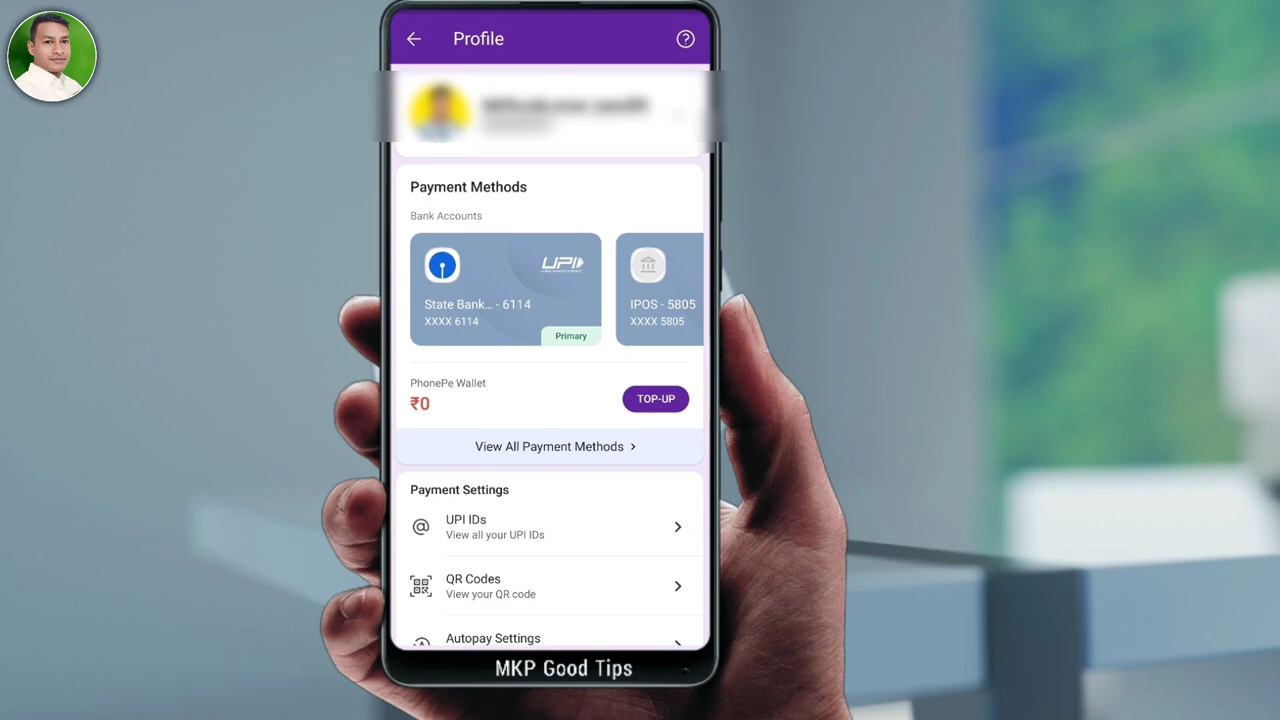 Profile
Payment Methods
Bank Accounts
UPI
State Bank... - 6114
XXXX 6114
Primary
IPOS - 5805
XXXX 5805
PhonePe Wallet
₹0
TOP-UP
View All Payment Methods
Payment Settings
UPI IDs
View all your UPI IDs
QR Codes
View your QR code
Autopay Settings
MKP Good Tips